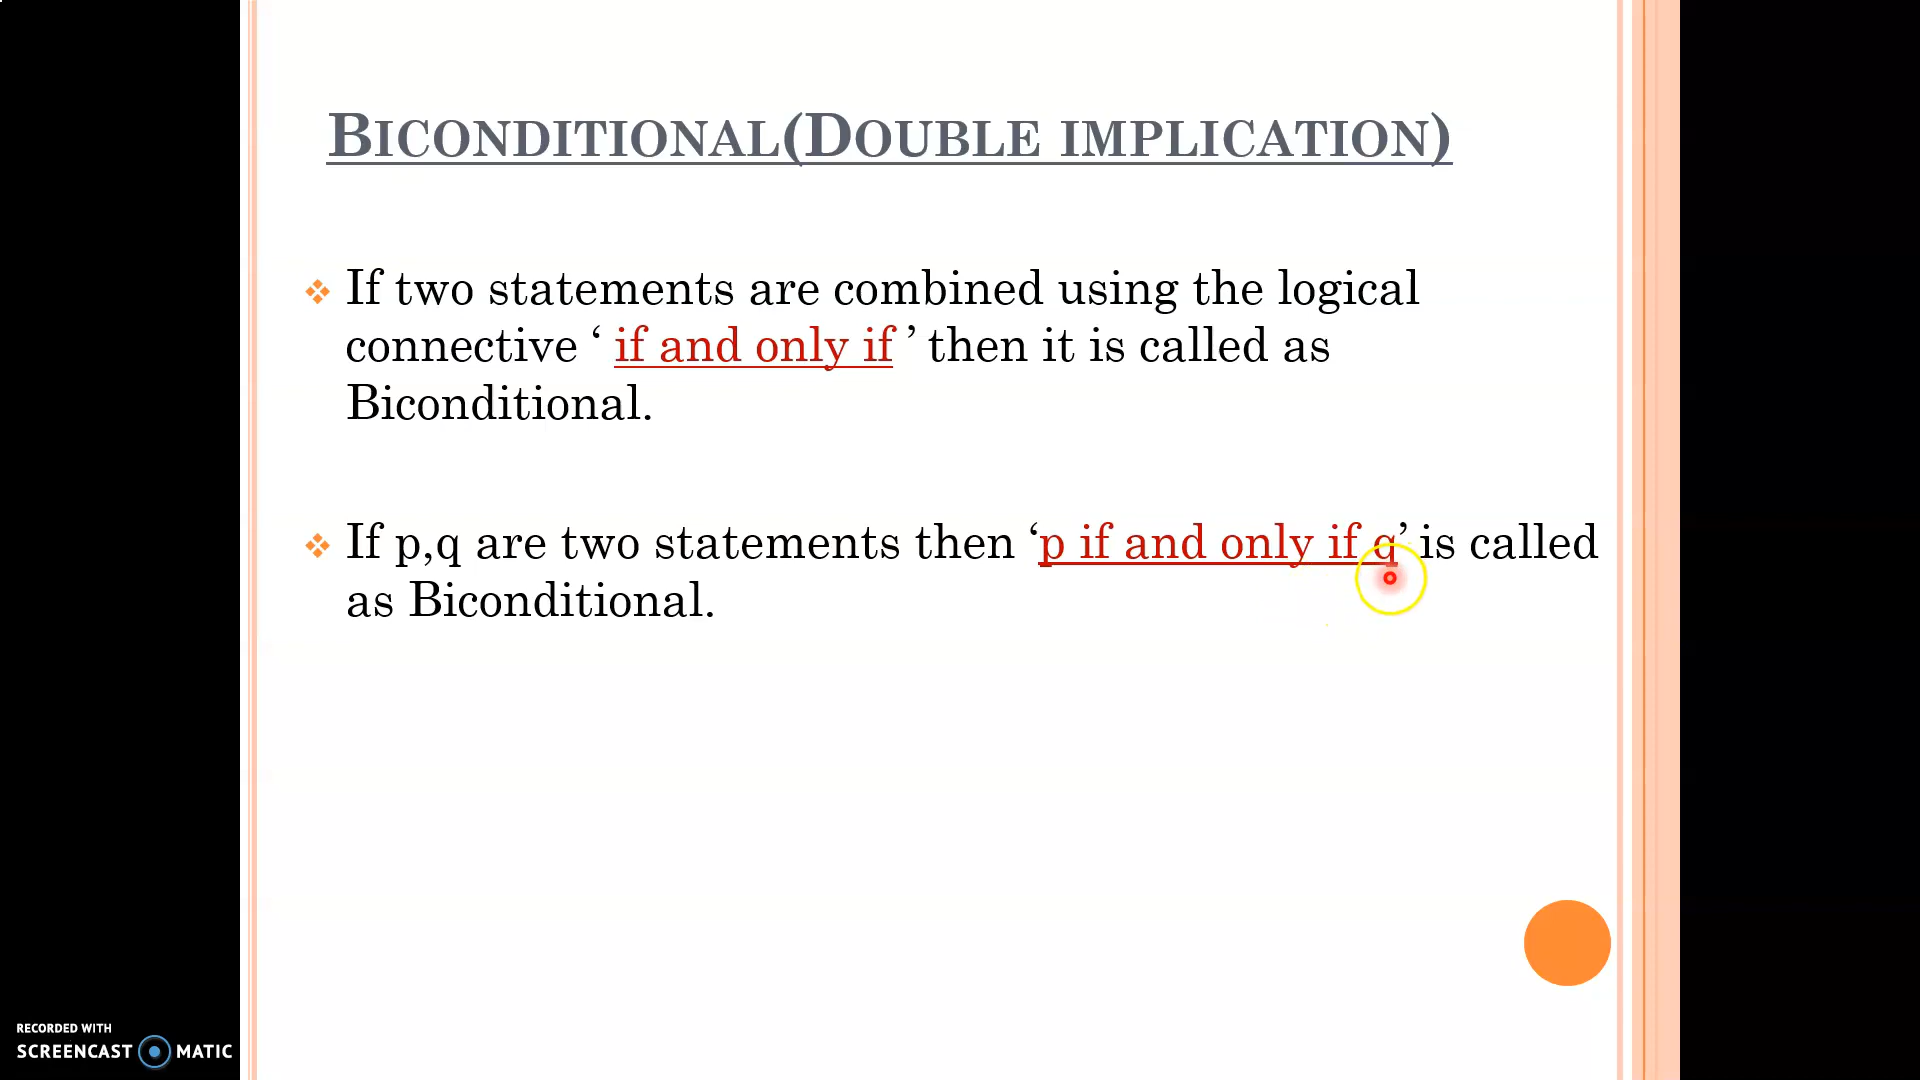 BICONDITIONAL(DOUBLE IMPLICATION)
If two statements are combined using the logical
connective ‘ if and only if ’ then it is called as
Biconditional.
If p,q are two statements then ‘p if and only if q’ is called
as Biconditional.
RECORDED WITH
SCREENCAST MATIC